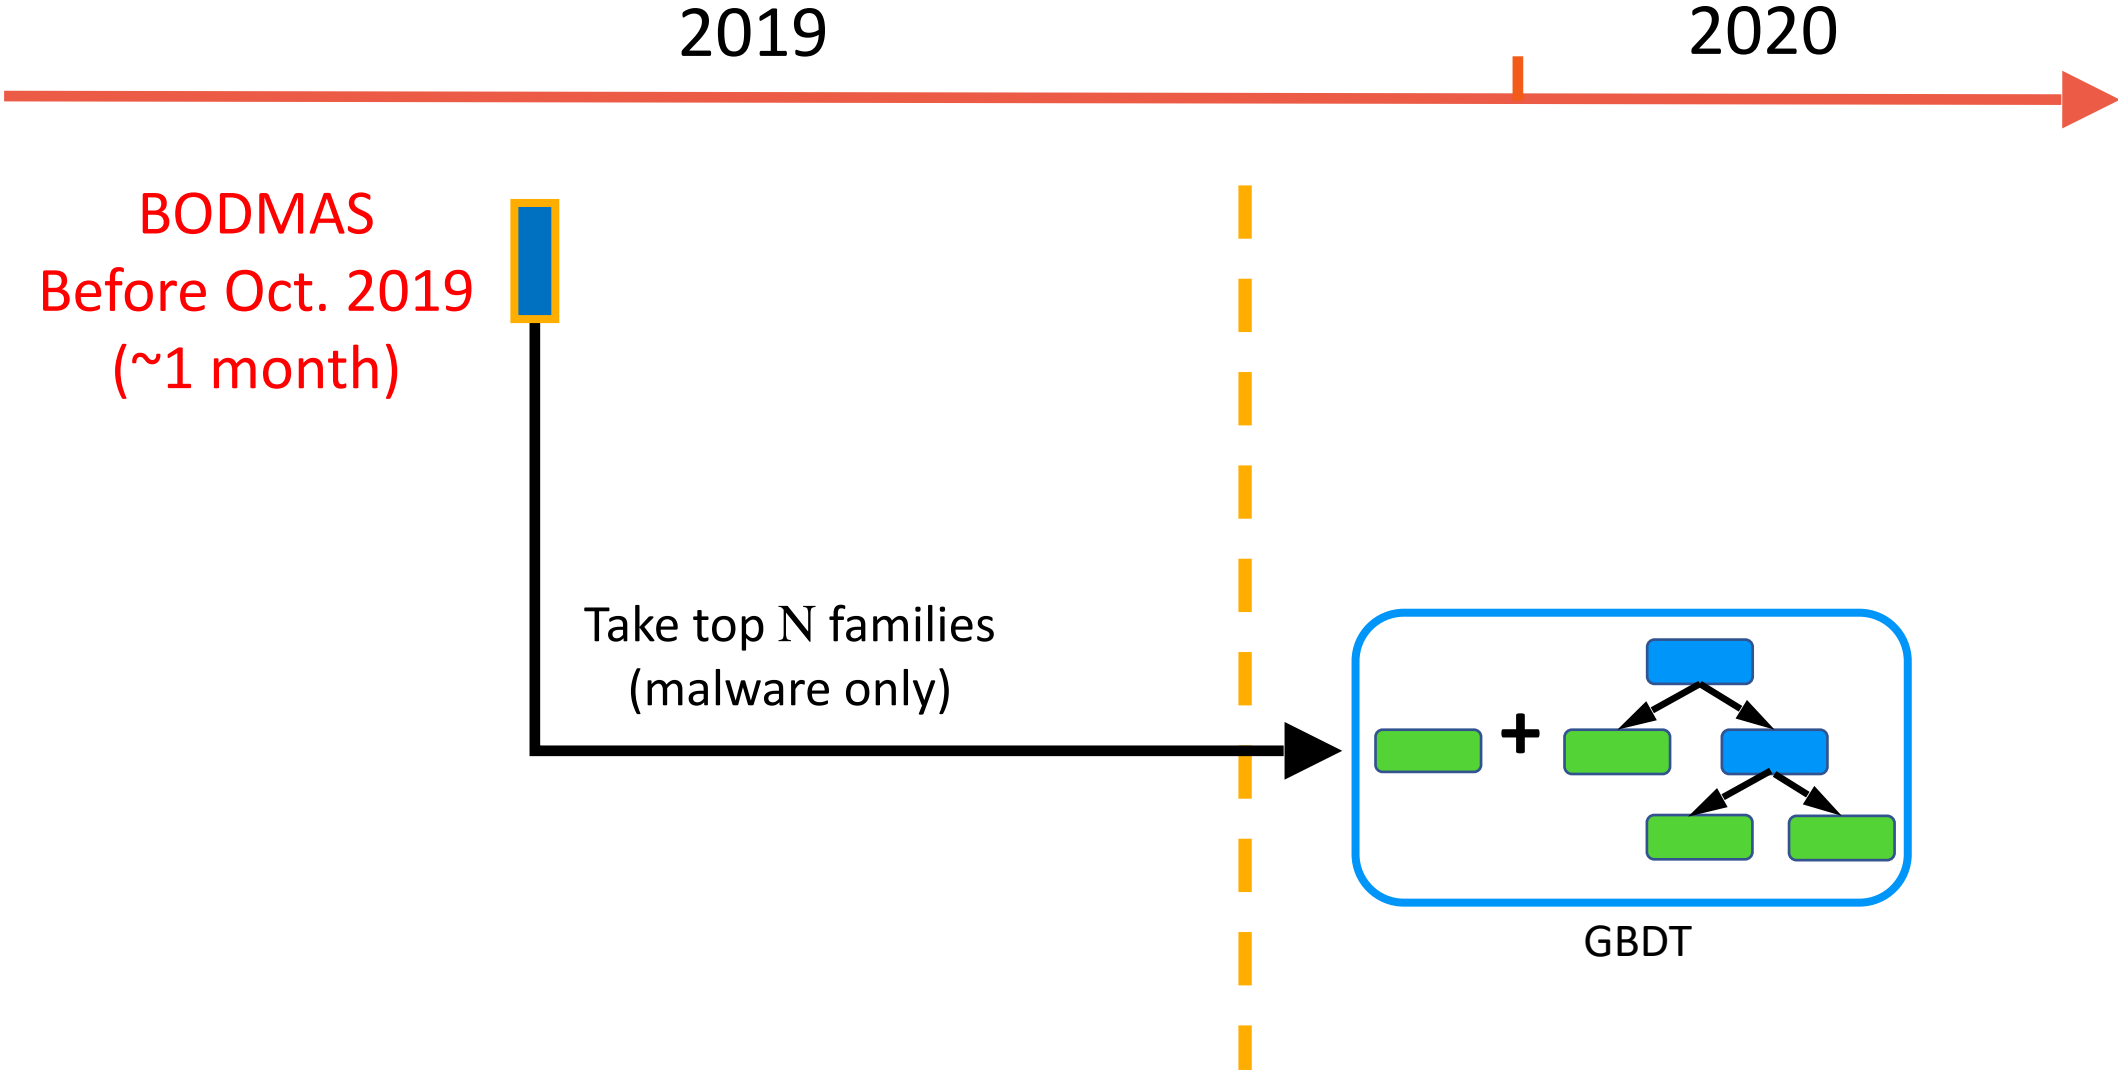 2019
2020
BODMAS
Before Oct. 2019
(~1 month)
Take top N families
(malware only)
+
GBDT